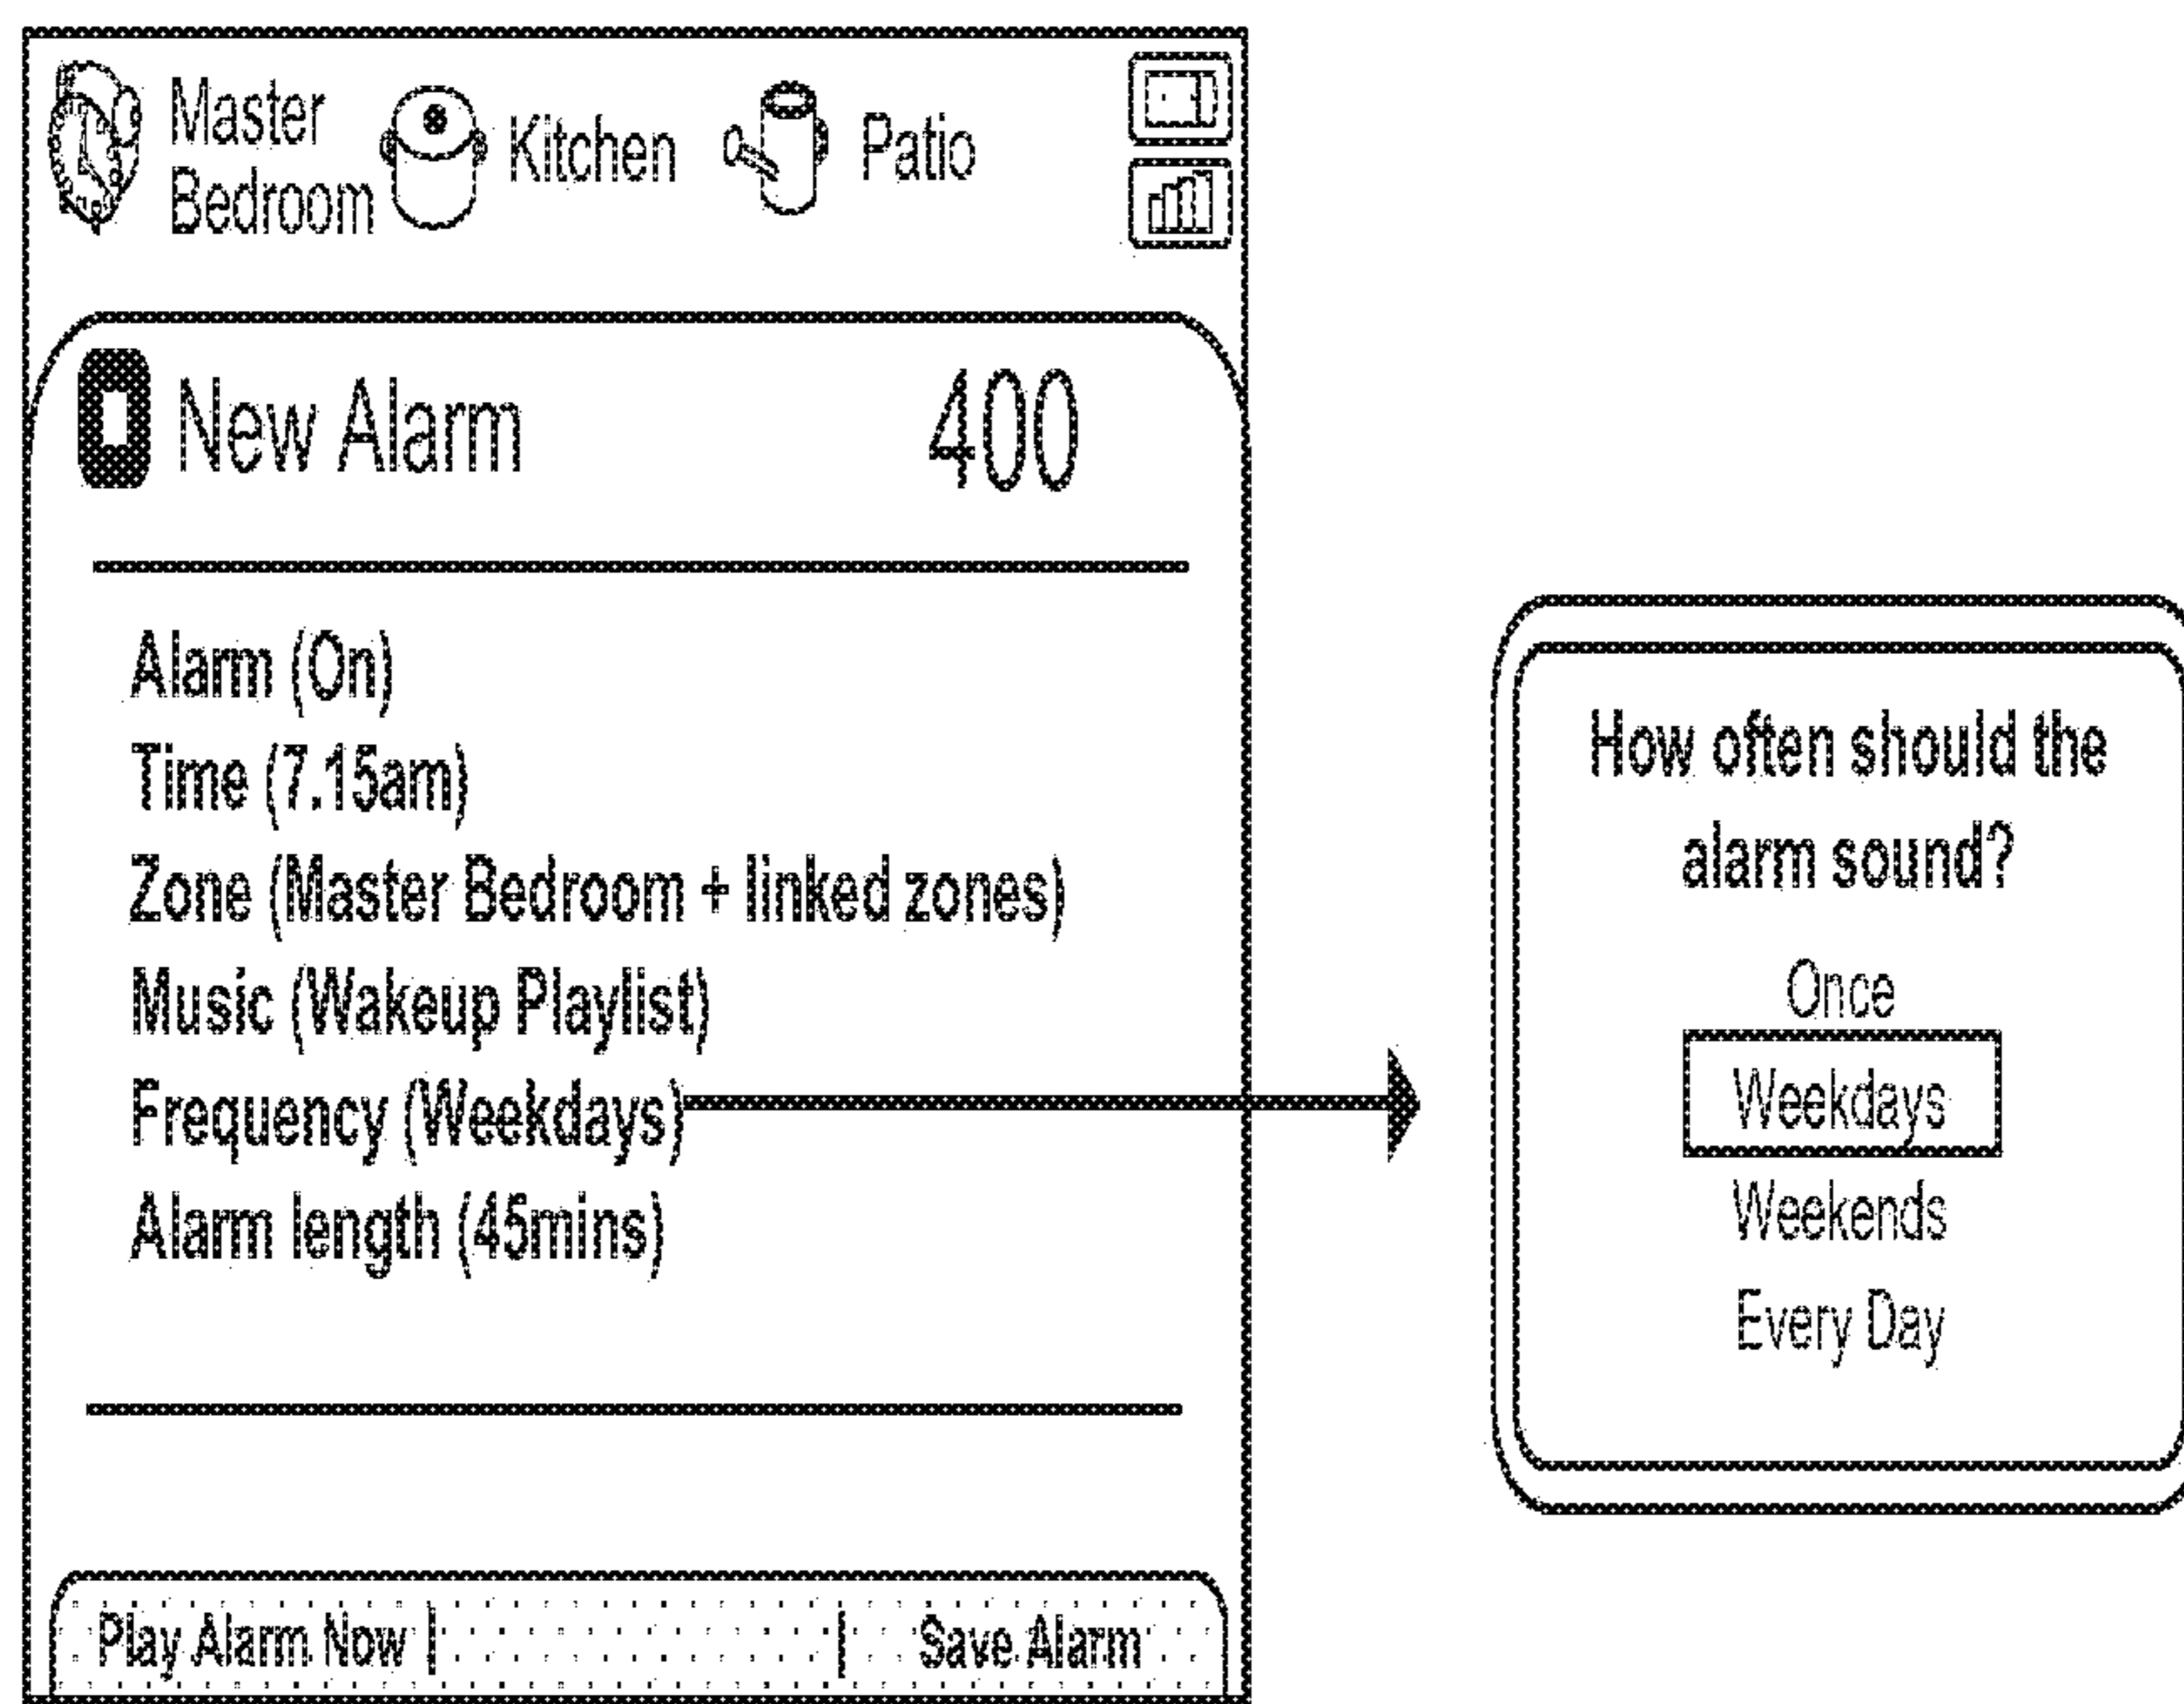 Master
Bedroom
Kitchen
Patio
New Alarm
400
Alarm (On)
Time (7.15am)
Zone (Master Bedroom + linked zones)
Music (Wakeup Playlist)
Frequency (Weekdays)
Alarm length (45mins)
Play Alarm Now
Save Alarm
How often should the
alarm sound?
Once
Weekdays
Weekends
Every Day